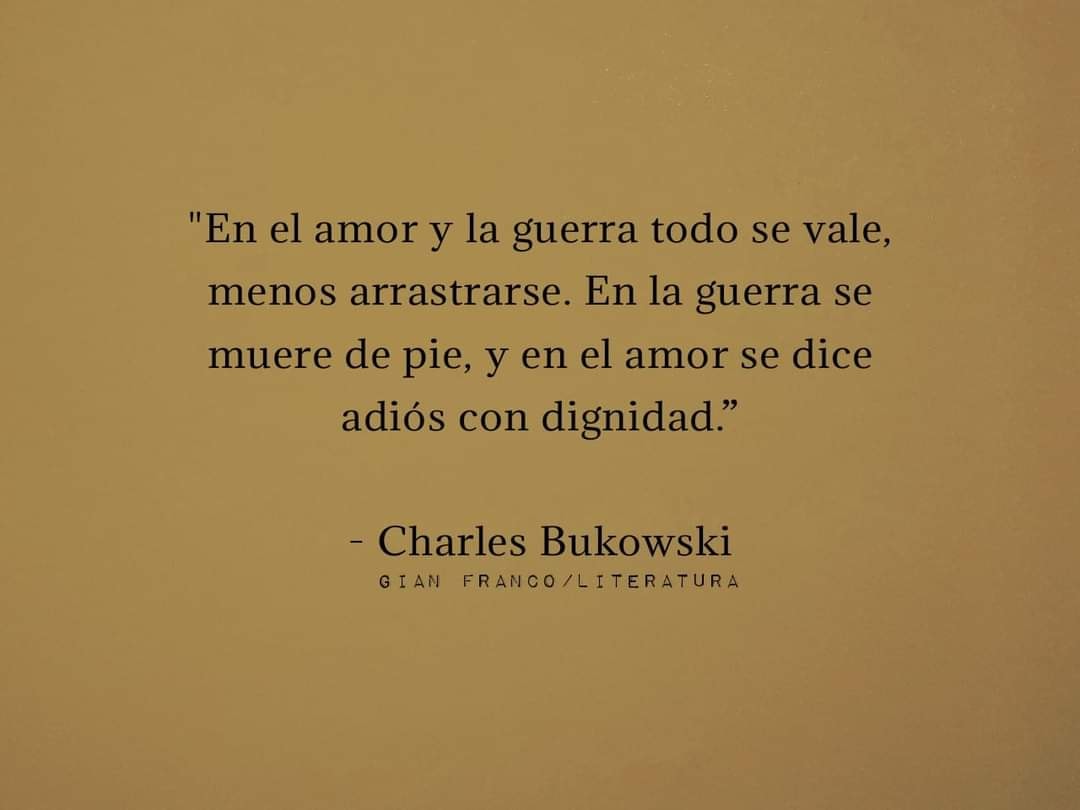 "En el amor y la guerra todo se vale,
menos arrastrarse. En la guerra se
muere de pie, y en el amor se dice
adiós con dignidad.”
- Charles Bukowski
GIAN FRANCO/LITERATURA